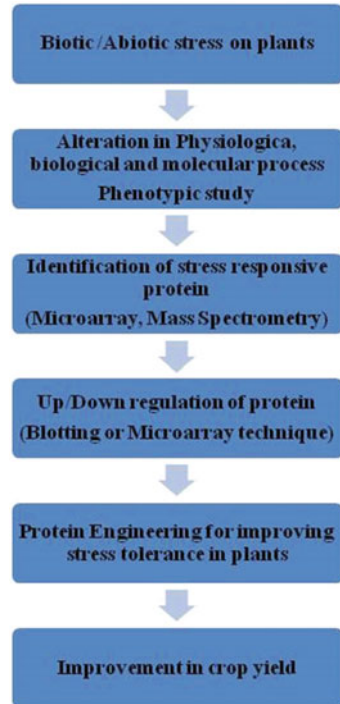 Biotic /Abiotic stress on plants
Alteration in Physiologica,
biological and molecular process
Phenotypic study
Identification of stress responsive
protein
(Microarray, Mass Spectrometry)
Up/Down regulation of protein
(Blotting or Microarray technique)
Protein Engineering for improving
stress tolerance in plants
Improvement in crop yield